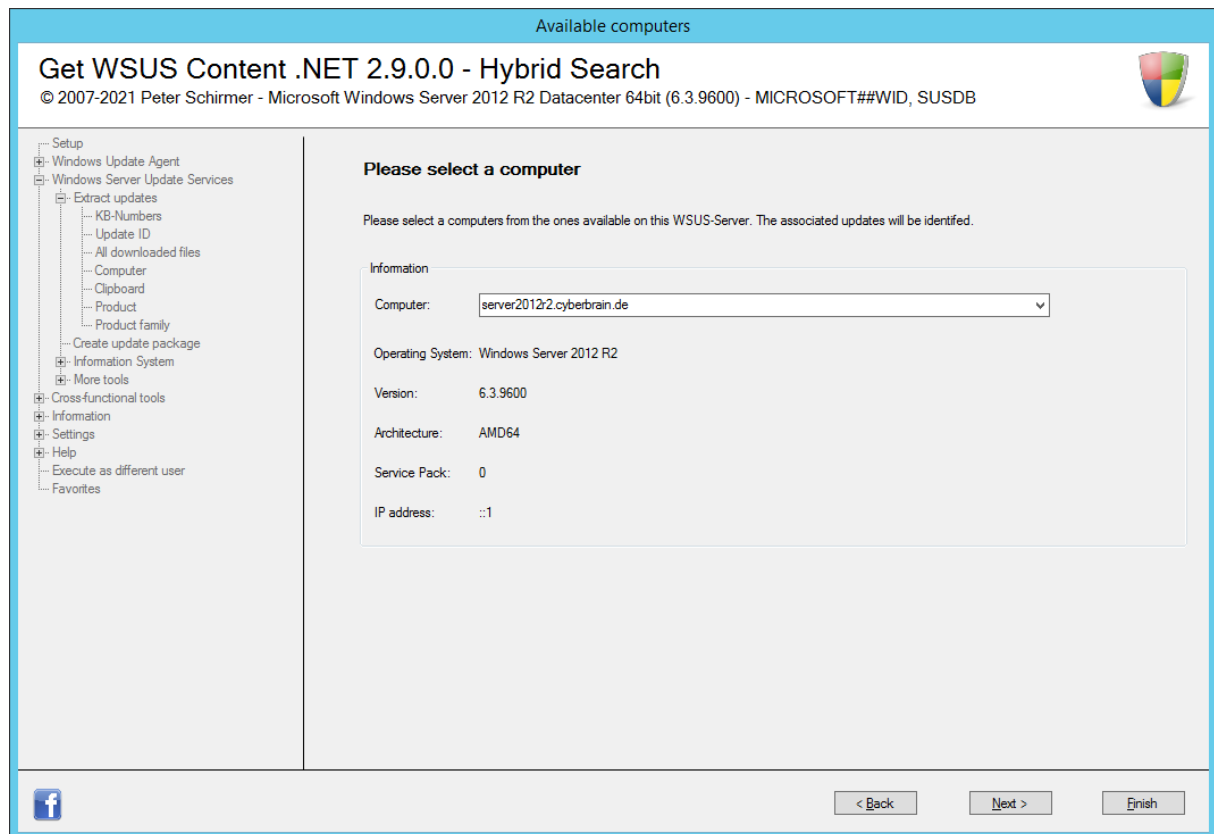 Available computers
Get WSUS Content .NET 2.9.0.0 - Hybrid Search
© 2007-2021 Peter Schirmer - Microsoft Windows Server 2012 R2 Datacenter 64bit (6.3.9600) - MICROSOFT##WID, SUSDB
Setup
Windows Update Agent
Windows Server Update Services
Extract updates
KB-Numbers
Update ID
All downloaded files
Computer
Clipboard
Product
Product family
Create update package
Information System
More tools
Cross-functional tools
Information
Settings
Help
Execute as different user
Favorites
Please select a computer
Please select a computers from the ones available on this WSUS-Server. The associated updates will be identifed.
Information
Computer: server2012r2.cyberbrain.de
Operating System: Windows Server 2012 R2
Version: 6.3.9600
Architecture: AMD64
Service Pack: 0
IP address: ::1
f
< Back Next > Finish